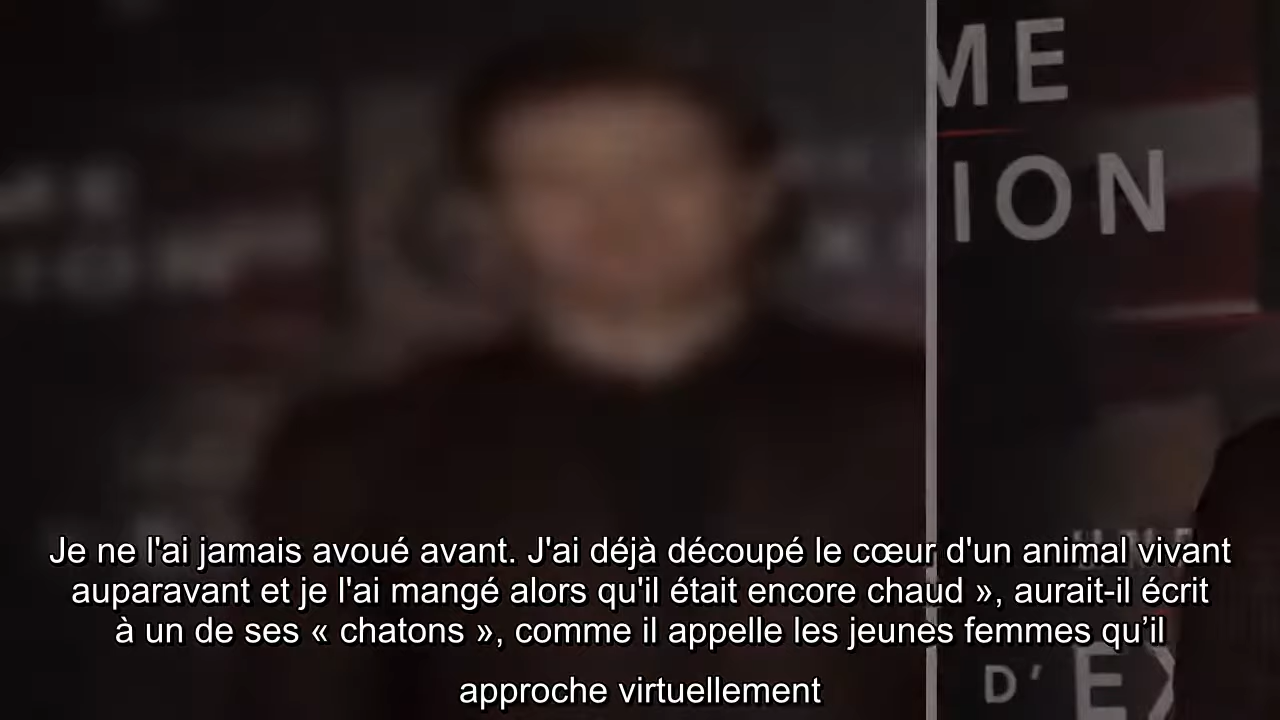 ME
ION
Je ne l'ai jamais avoué avant. J'ai déjà découpé le cœur d'un animal vivant
auparavant et je l'ai mangé alors qu'il était encore chaud », aurait-il écrit
à un de ses « chatons », comme il appelle les jeunes femmes qu’il
approche virtuellement
D’ EX